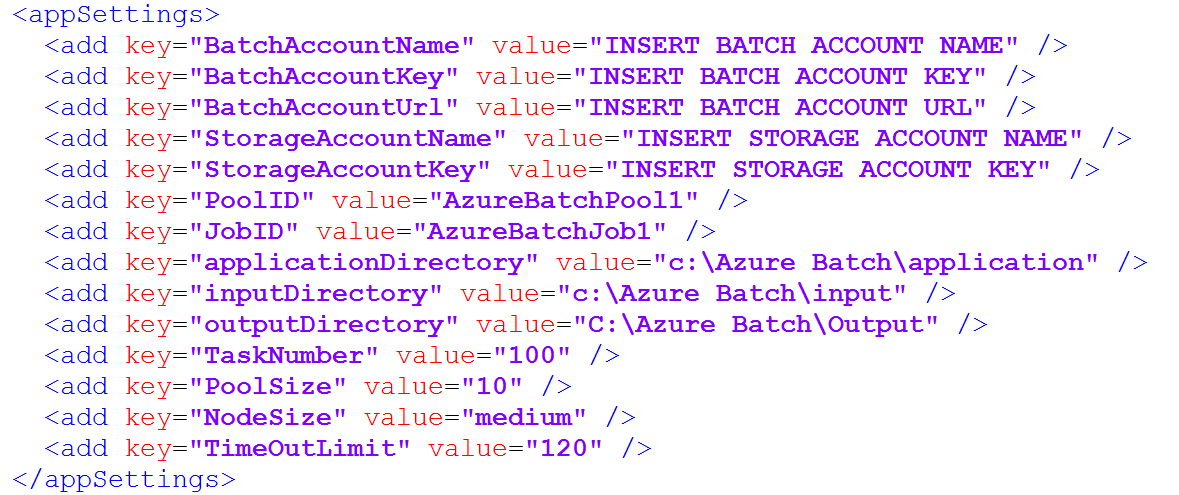 <appSettings>
  <add key="BatchAccountName" value="INSERT BATCH ACCOUNT NAME" />
  <add key="BatchAccountKey" value="INSERT BATCH ACCOUNT KEY" />
  <add key="BatchAccountUrl" value="INSERT BATCH ACCOUNT URL" />
  <add key="StorageAccountName" value="INSERT STORAGE ACCOUNT NAME" />
  <add key="StorageAccountKey" value="INSERT STORAGE ACCOUNT KEY" />
  <add key="PoolID" value="AzureBatchPool1" />
  <add key="JobID" value="AzureBatchJob1" />
  <add key="applicationDirectory" value="c:\Azure Batch\application" />
  <add key="inputDirectory" value="c:\Azure Batch\input" />
  <add key="outputDirectory" value="C:\Azure Batch\Output" />
  <add key="TaskNumber" value="100" />
  <add key="PoolSize" value="10" />
  <add key="NodeSize" value="medium" />
  <add key="TimeOutLimit" value="120" />
</appSettings>